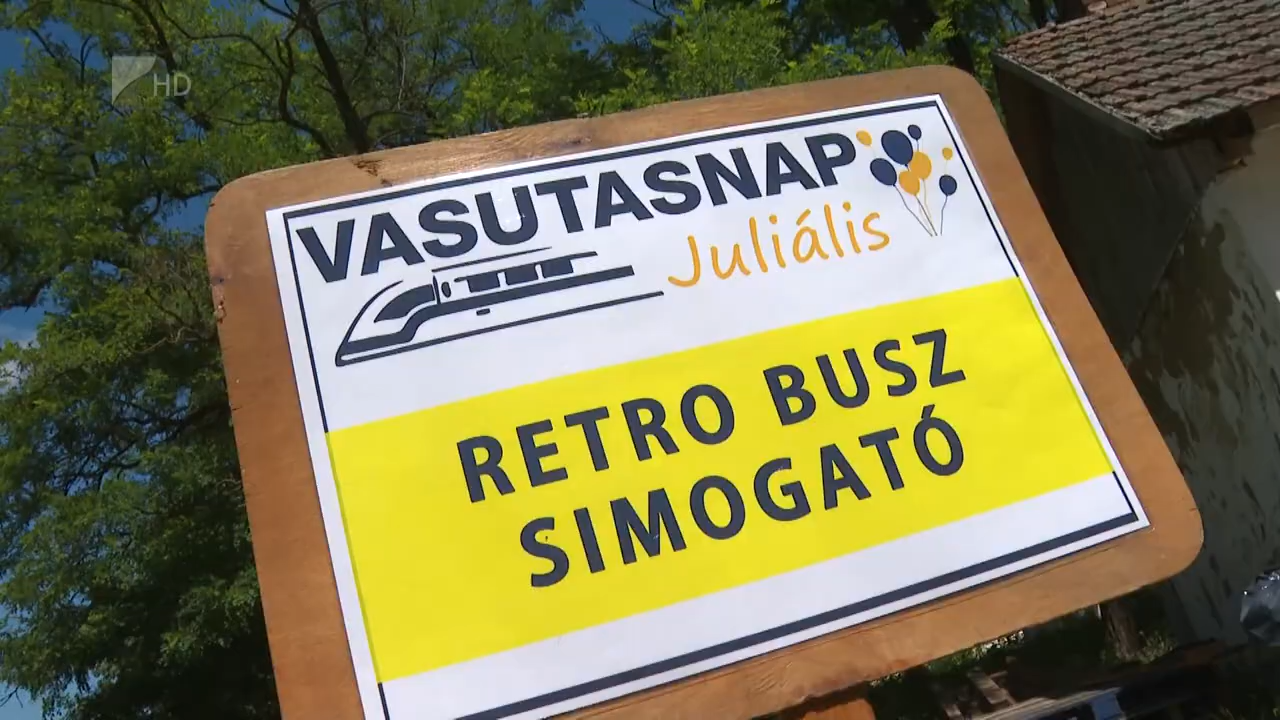 HD
VASUTASNAP
Juliális
RETRO BUSZ
SIMOGATÓ